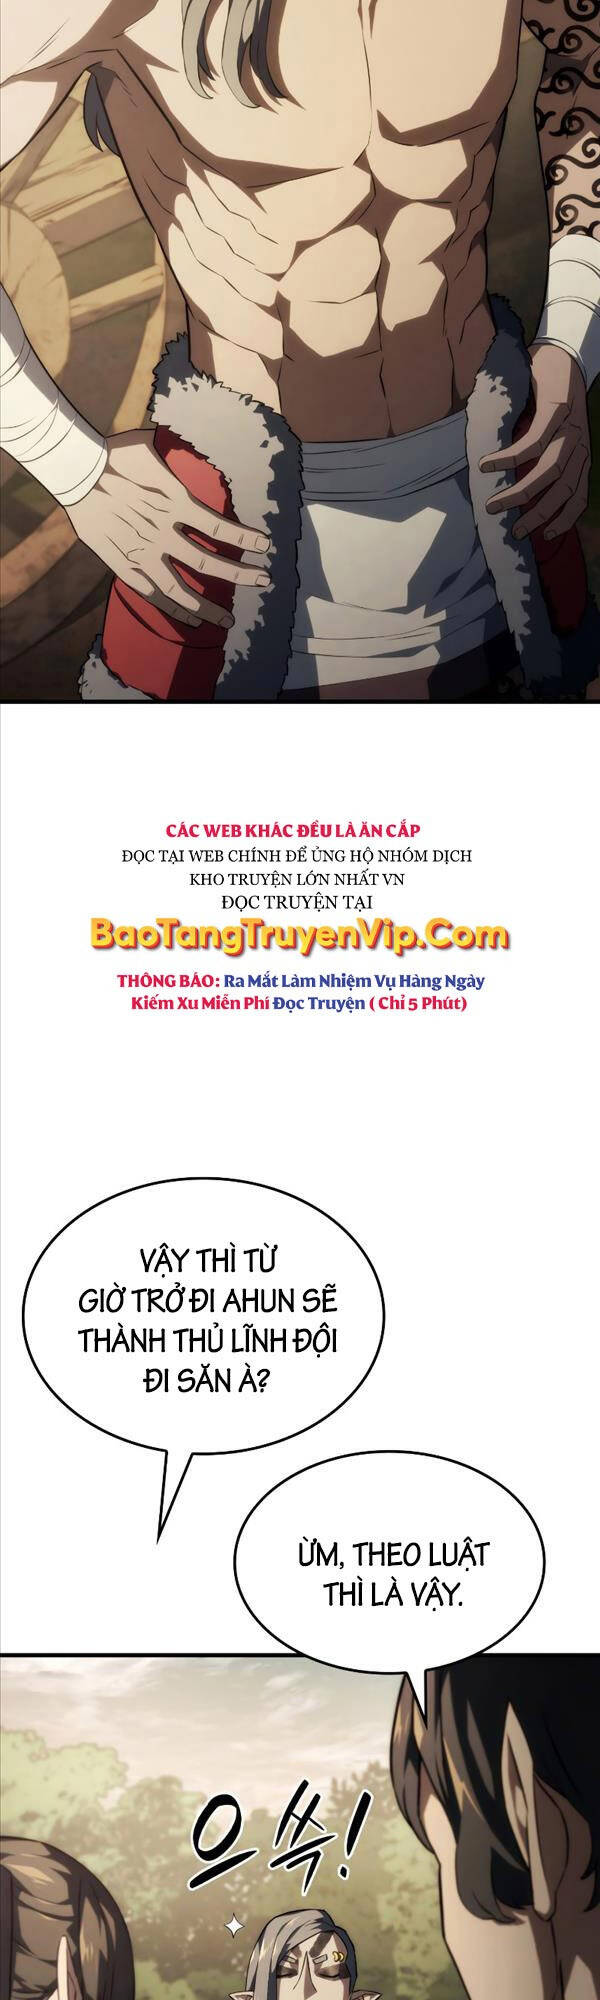 CÁC WEB KHÁC ĐỀU LÀ ĂN CẮP
ĐỌC TẠI WEB CHÍNH ĐỂ ỦNG HỘ NHÓM DỊCH
KHO TRUYỆN LỚN NHẤT VN
ĐỌC TRUYỆN TẠI
BaoTangTruyenVip.Com
THÔNG BÁO: Ra Mắt Làm Nhiệm Vụ Hàng Ngày
Kiếm Xu Miễn Phí Đọc Truyện ( Chỉ 5 Phút)
VẬY THÌ TỪ
GIỜ TRỞ ĐI AHUN SẼ
THÀNH THỦ LĨNH ĐỘI
ĐI SĂN À?
ỪM, THEO LUẬT
THÌ LÀ VẬY.
으쓱!